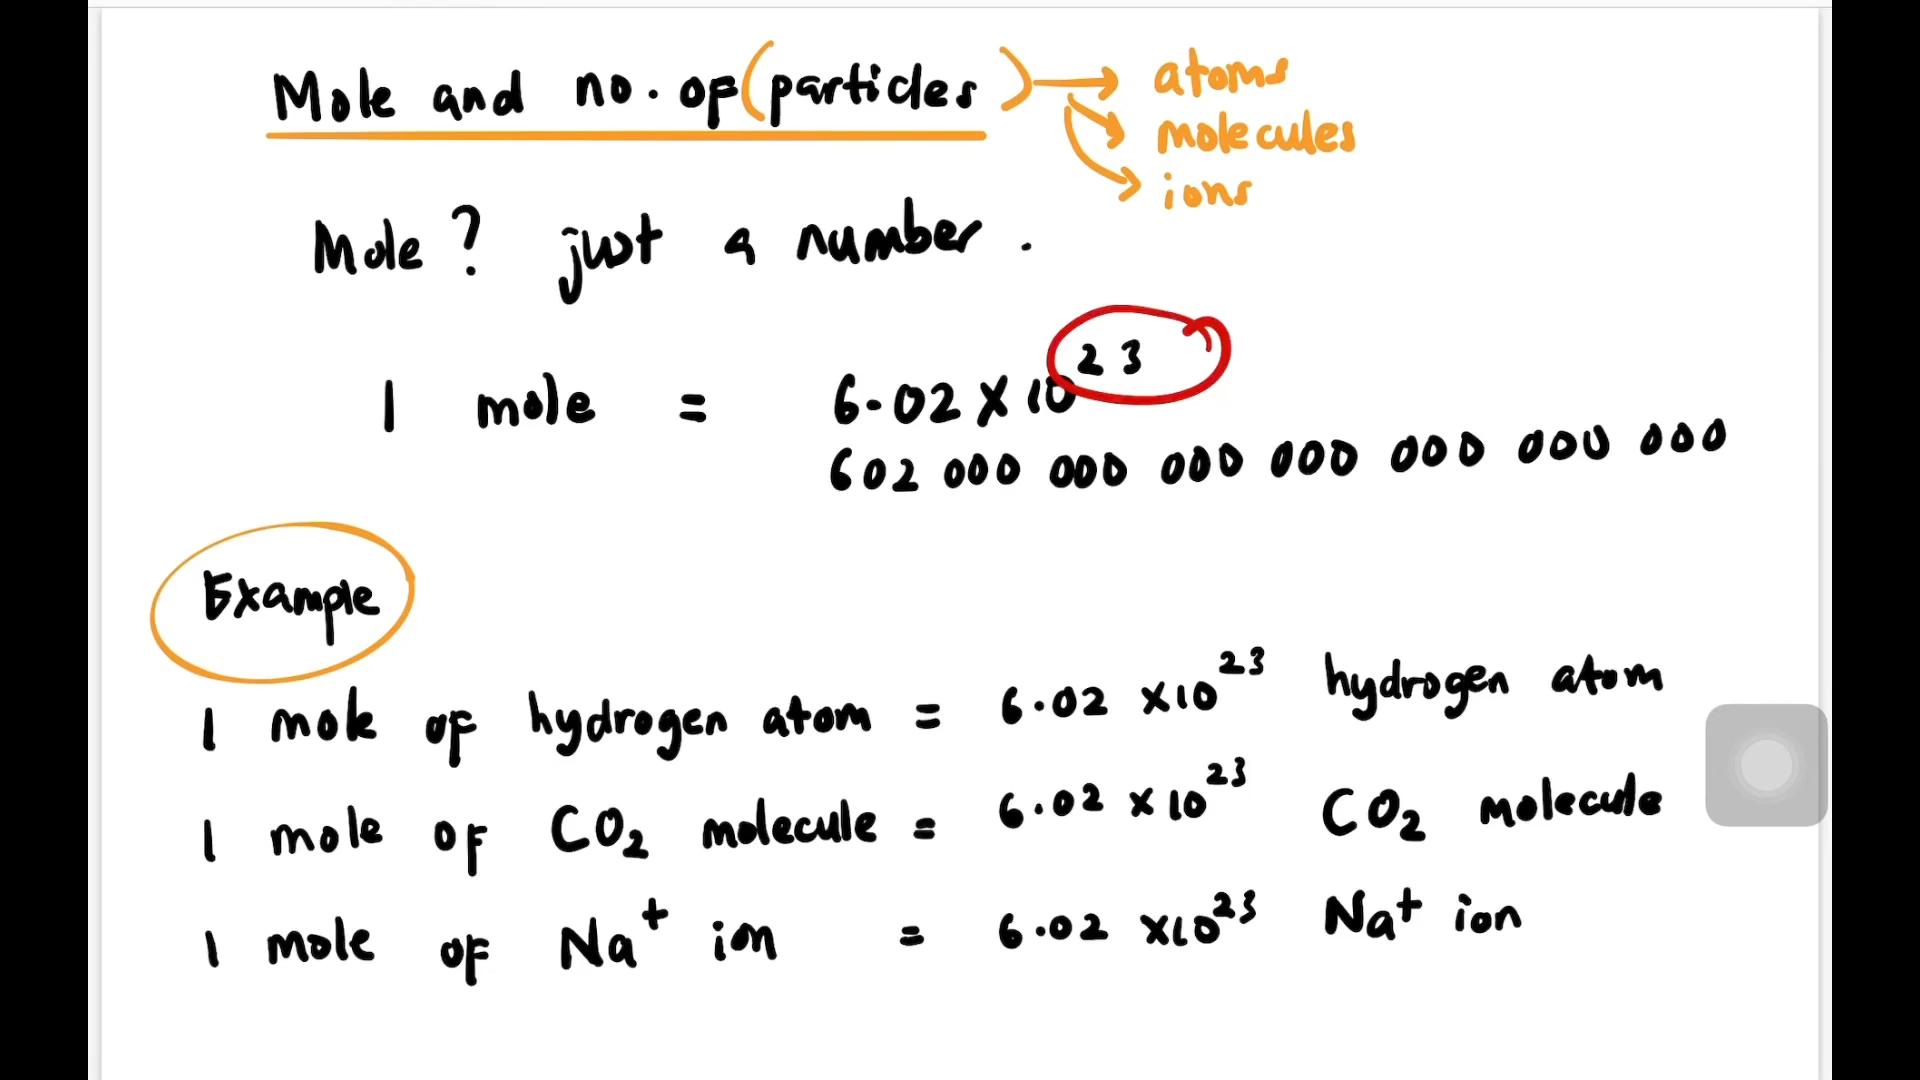 Mole and no. of (particles) → atoms
→ molecules
→ ions
Mole? just a number.
1 mole = 6.02 × 10²³
602 000 000 000 000 000 000 000
Example
1 mole of hydrogen atom = 6.02 ×10²³ hydrogen atom
1 mole of CO₂ molecule = 6.02 ×10²³ CO₂ molecule
1 mole of Na⁺ ion = 6.02 ×10²³ Na⁺ ion